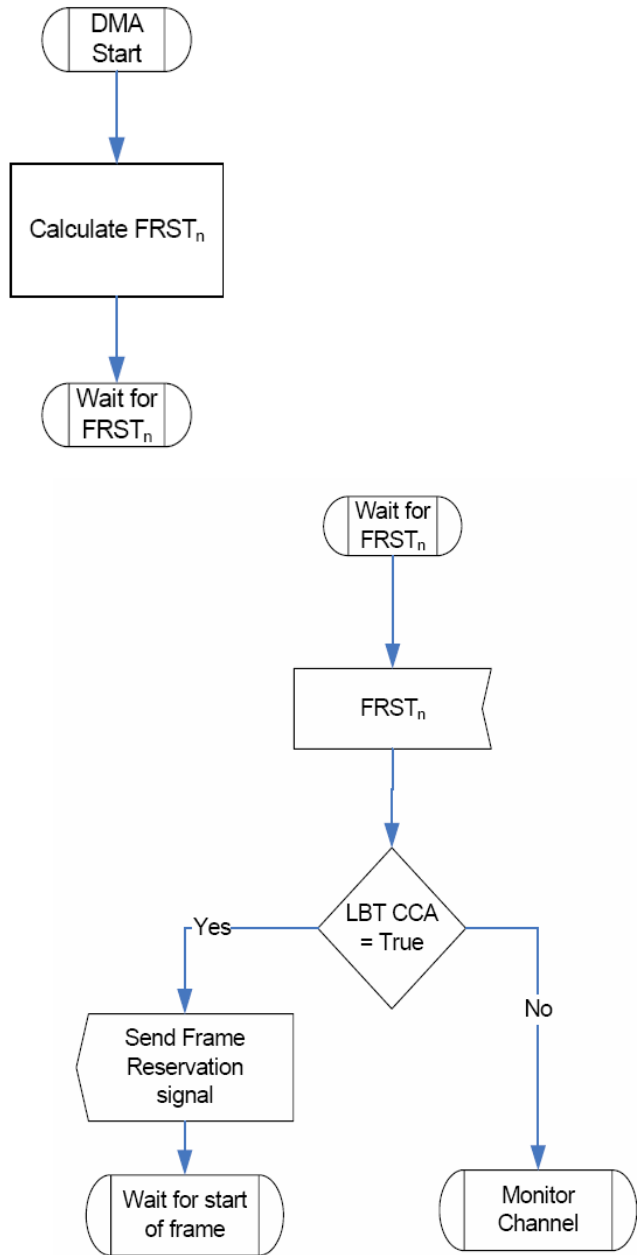 DMA
Start
Calculate FRSTₙ
Wait for
FRSTₙ
Wait for
FRSTₙ
FRSTₙ
LBT CCA
= True
Yes
No
Send Frame
Reservation
signal
Wait for start
of frame
Monitor
Channel